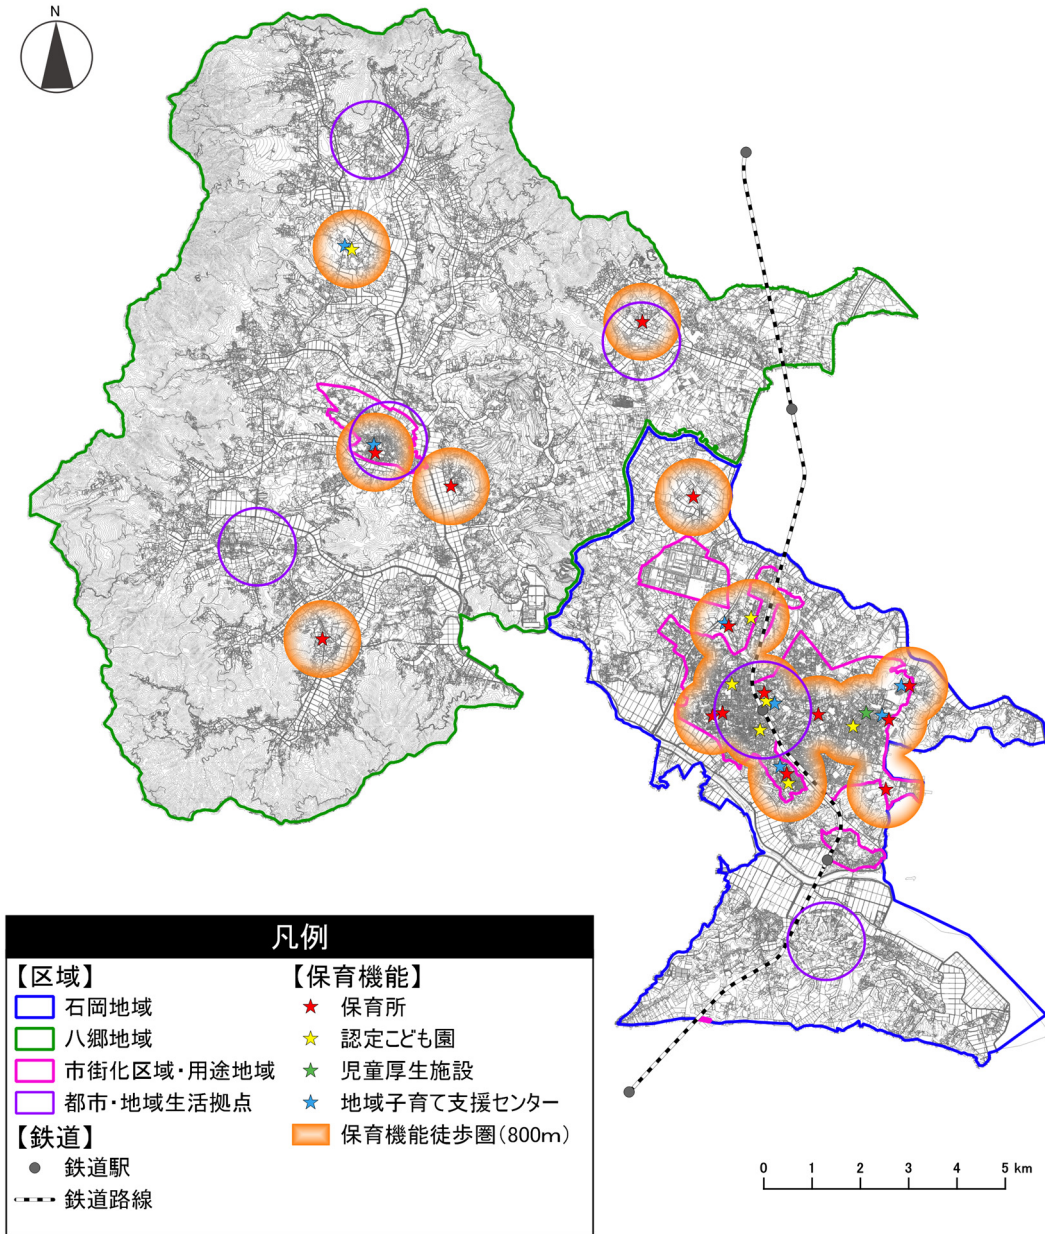 N
凡例
【区域】
石岡地域
八郷地域
市街化区域・用途地域
都市・地域生活拠点
【鉄道】
鉄道駅
鉄道路線
【保育機能】
保育所
認定こども園
児童厚生施設
地域子育て支援センター
保育機能徒歩圏(800m)
0 1 2 3 4 5 km